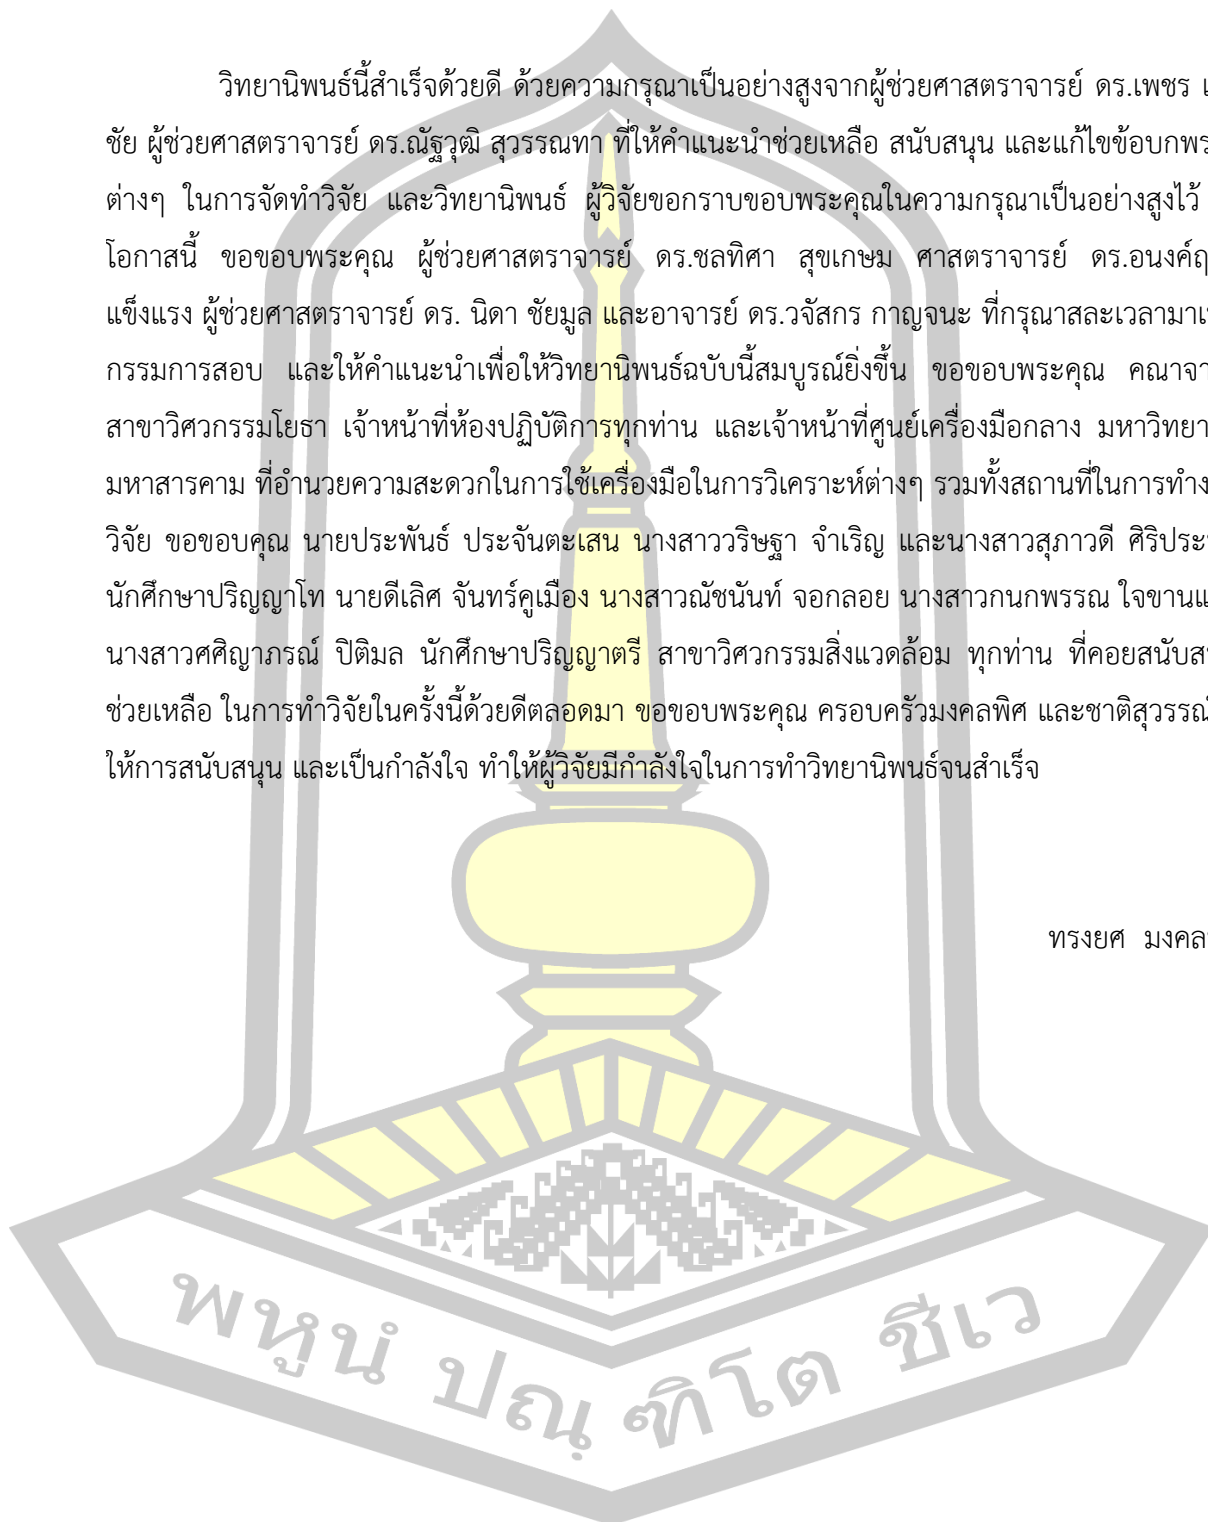 วิทยานิพนธ์นี้สำเร็จด้วยดี ด้วยความกรุณาเป็นอย่างสูงจากผู้ช่วยศาสตราจารย์ ดร.เพชร
ชัย ผู้ช่วยศาสตราจารย์ ดร.ณัฐวุฒิ สุวรรณทา ที่ให้คำแนะนำช่วยเหลือ สนับสนุน และแก้ไขข้อบกพร
ต่างๆ ในการจัดทำวิจัย และวิทยานิพนธ์ ผู้วิจัยขอกราบขอบพระคุณในความกรุณาเป็นอย่างสูงไว้
โอกาสนี้ ขอขอบพระคุณ ผู้ช่วยศาสตราจารย์ ดร.ชลทิศา สุขเกษม ศาสตราจารย์ ดร.อนงค์ฤ
แข็งแรง ผู้ช่วยศาสตราจารย์ ดร. นิดา ชัยมูล และอาจารย์ ดร.วจัสกร กาญจนะ ที่กรุณาสละเวลามา
กรรมการสอบ และให้คำแนะนำเพื่อให้วิทยานิพนธ์ฉบับนี้สมบูรณ์ยิ่งขึ้น ขอขอบพระคุณ คณาจา
สาขาวิศวกรรมโยธา เจ้าหน้าที่ห้องปฏิบัติการทุกท่าน และเจ้าหน้าที่ศูนย์เครื่องมือกลาง มหาวิทยา
มหาสารคาม ที่อำนวยความสะดวกในการใช้เครื่องมือในการวิเคราะห์ต่างๆ รวมทั้งสถานที่ในการทำง
วิจัย ขอขอบคุณ นายประพันธ์ ประจันตะเสน นางสาววริษฐา จำเริญ และนางสาวสุภาวดี ศิริประ
นักศึกษาปริญญาโท นายดีเลิศ จันทร์คูเมือง นางสาวณัชนันท์ จอกลอย นางสาวกนกพรรณ ใจขานแ
นางสาวศศิญาภรณ์ ปิติมล นักศึกษาปริญญาตรี สาขาวิศวกรรมสิ่งแวดล้อม ทุกท่าน ที่คอยสนับส
ช่วยเหลือ ในการทำวิจัยในครั้งนี้ด้วยดีตลอดมา ขอขอบพระคุณ ครอบครัวมงคลพิศ และชาติสุวรรณ
ให้การสนับสนุน และเป็นกำลังใจ ทำให้ผู้วิจัยมีกำลังใจในการทำวิทยานิพนธ์จนสำเร็จ
ทรงยศ มงคล
พหูนํ ปณฺฑิโต ชีเว